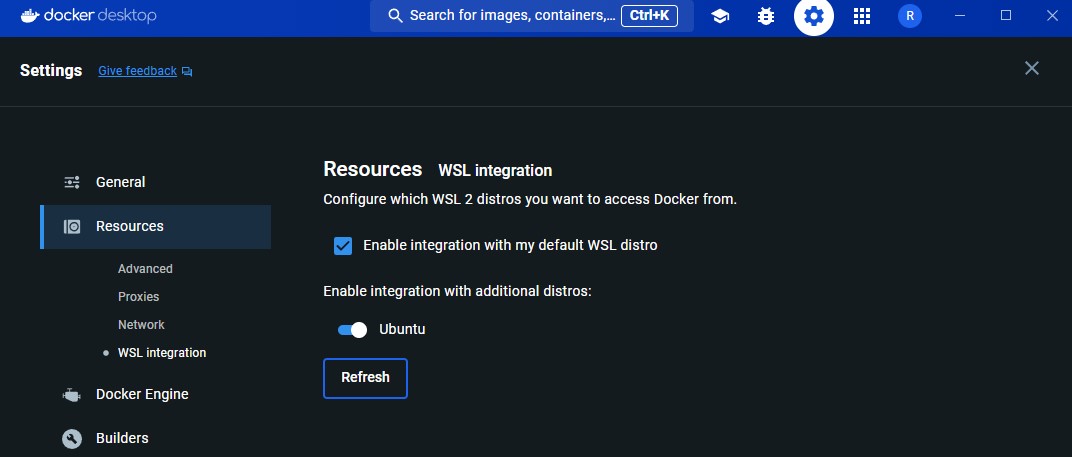 docker desktop
Search for images, containers,... Ctrl+K
R
Settings Give feedback
General
Resources
Advanced
Proxies
Network
WSL integration
Docker Engine
Builders
Resources WSL integration
Configure which WSL 2 distros you want to access Docker from.
Enable integration with my default WSL distro
Enable integration with additional distros:
Ubuntu
Refresh